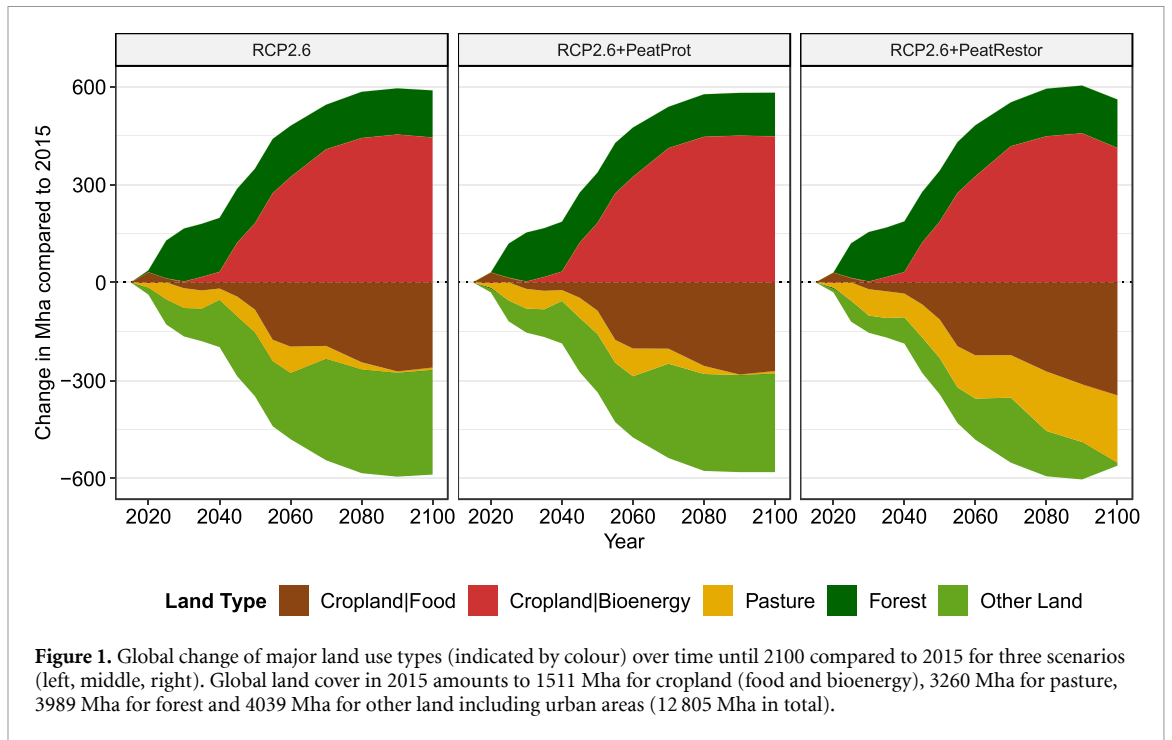 RCP2.6
RCP2.6+PeatProt
RCP2.6+PeatRestor
Change in Mha compared to 2015
600
300
0
−300
−600
2020 2040 2060 2080 2100
2020 2040 2060 2080 2100
2020 2040 2060 2080 2100
Year
Land Type Cropland|Food Cropland|Bioenergy Pasture Forest Other Land
Figure 1. Global change of major land use types (indicated by colour) over time until 2100 compared to 2015 for three scenarios
(left, middle, right). Global land cover in 2015 amounts to 1511 Mha for cropland (food and bioenergy), 3260 Mha for pasture,
3989 Mha for forest and 4039 Mha for other land including urban areas (12 805 Mha in total).